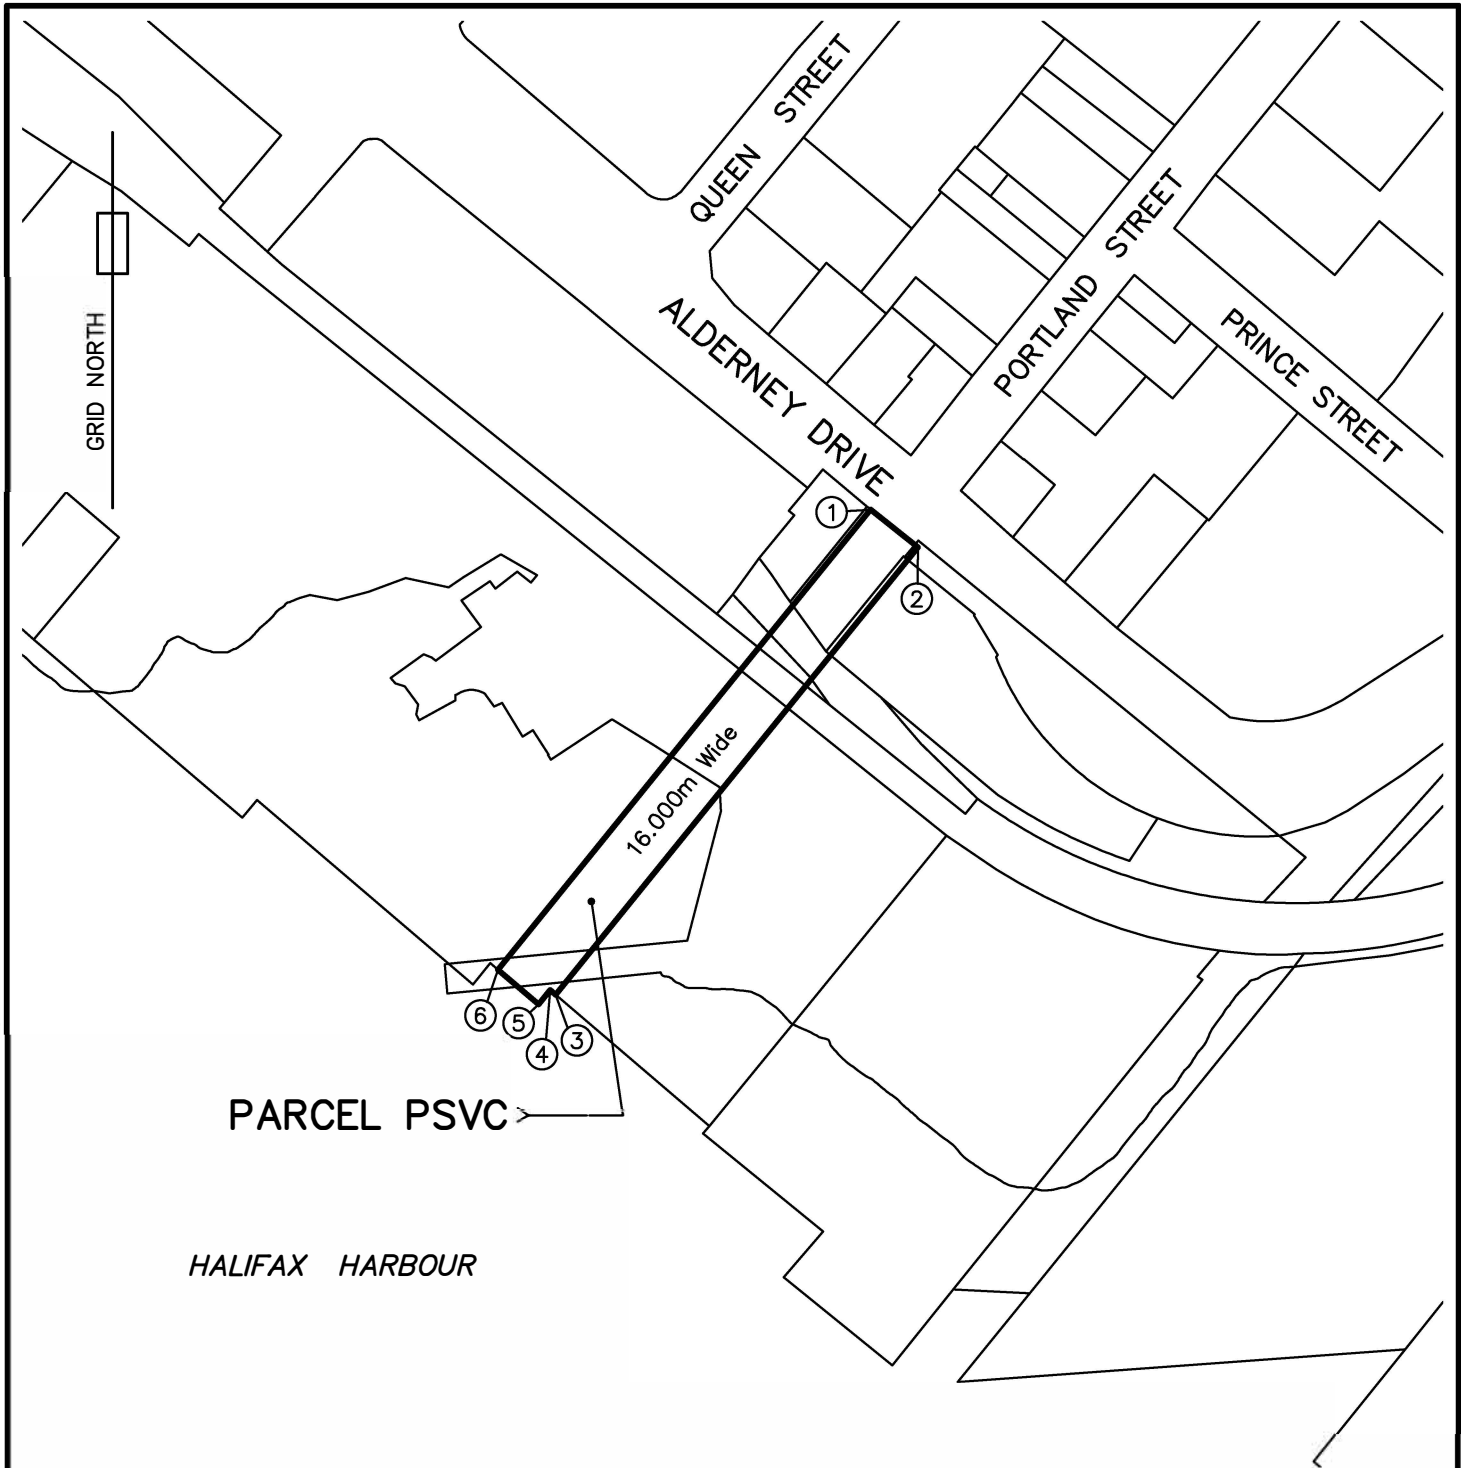 QUEEN STREET
PORTLAND STREET
PRINCE STREET
ALDERNEY DRIVE
GRID NORTH
1
2
16.000m Wide
6
5
4
3
PARCEL PSVC
HALIFAX HARBOUR